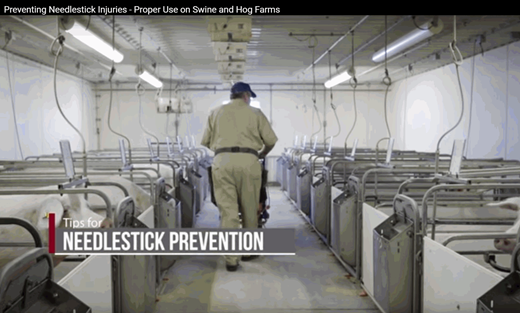 Preventing Needlestick Injuries - Proper Use on Swine and Hog Farms
Tips for
NEEDLESTICK PREVENTION